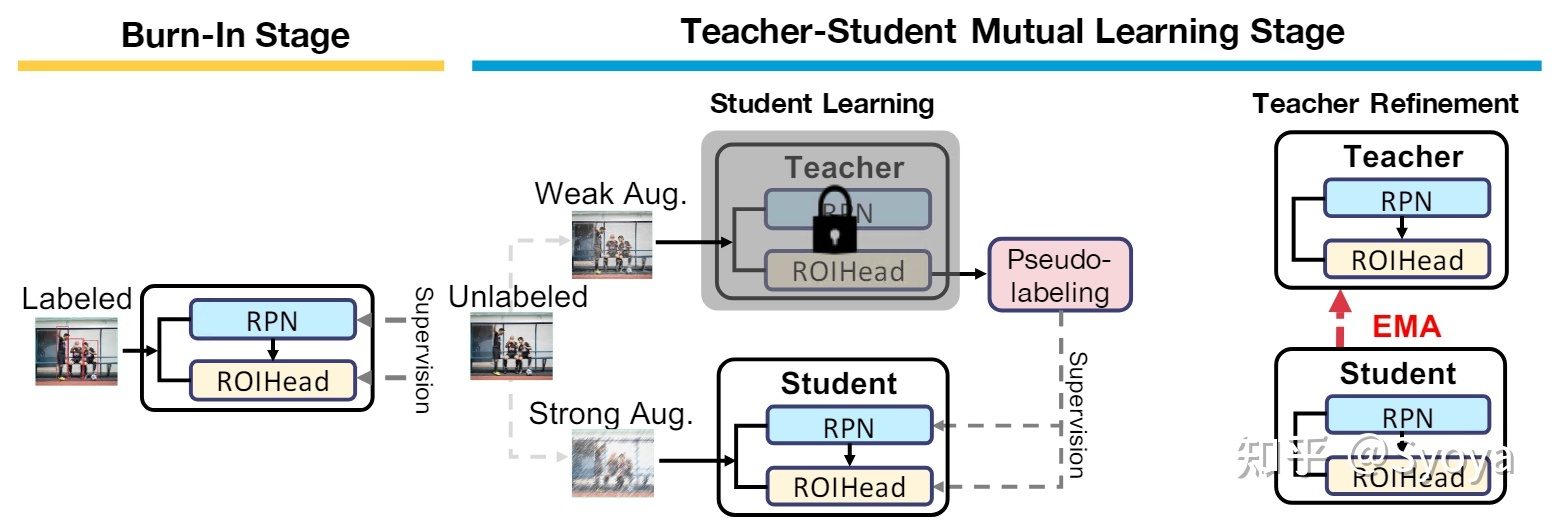 Burn-In Stage
Teacher-Student Mutual Learning Stage
Student Learning
Teacher Refinement
Labeled
RPN
ROIHead
Supervision
Unlabeled
Weak Aug.
Teacher
RPN
ROIHead
Pseudo-
labeling
Strong Aug.
Student
RPN
ROIHead
Supervision
Teacher
RPN
ROIHead
EMA
Student
RPN
ROIHead
知乎 @Syoya